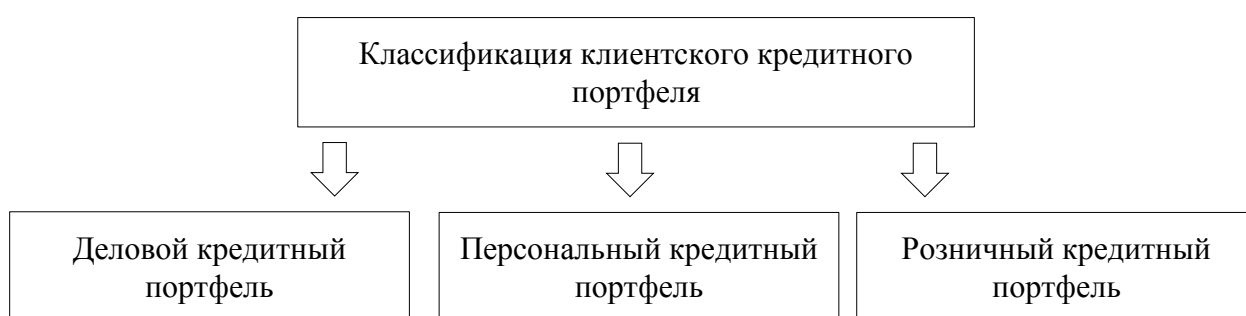 Классификация клиентского кредитного
портфеля
Деловой кредитный
портфель
Персональный кредитный
портфель
Розничный кредитный
портфель